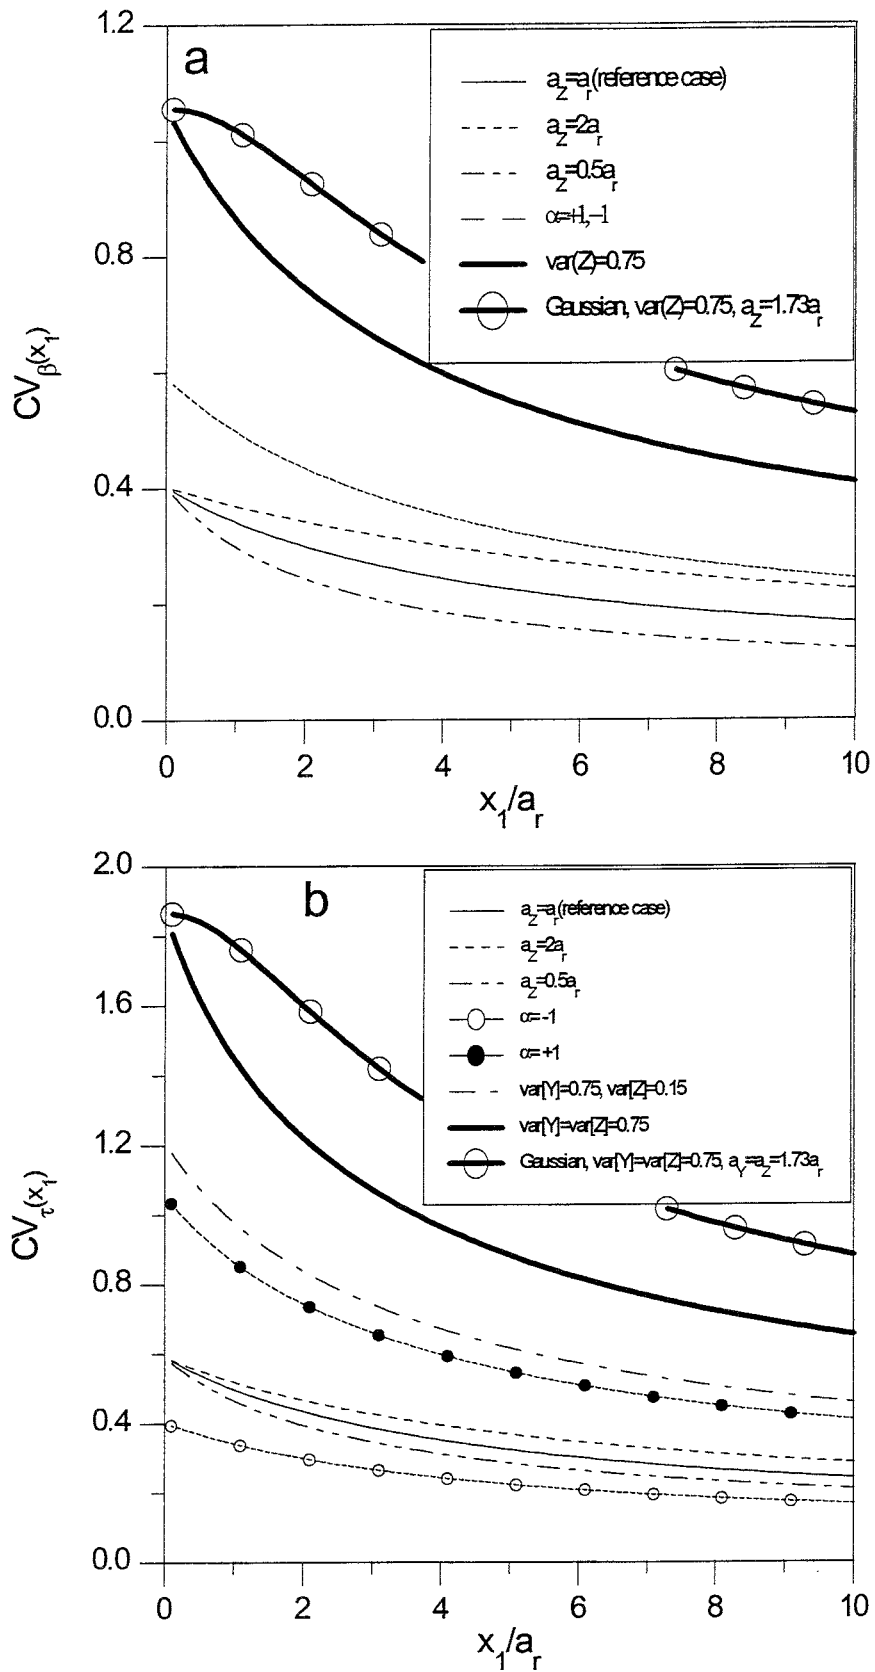 1.2
a
a_Z=a_r(reference case)
a_Z=2a_r
a_Z=0.5a_r
α=+1,−1
var(Z)=0.75
Gaussian, var(Z)=0.75, a_Z=1.73a_r
0.8
CV_β(x_1)
0.4
0.0
0 2 4 6 8 10
x_1/a_r
2.0
b
a_Z=a_r(reference case)
a_Z=2a_r
a_Z=0.5a_r
α=-1
α=+1
var[Y]=0.75, var[Z]=0.15
var[Y]=var[Z]=0.75
Gaussian, var[Y]=var[Z]=0.75, a_Y=a_Z=1.73a_r
1.6
1.2
CV_τ(x_1)
0.8
0.4
0.0
0 2 4 6 8 10
x_1/a_r